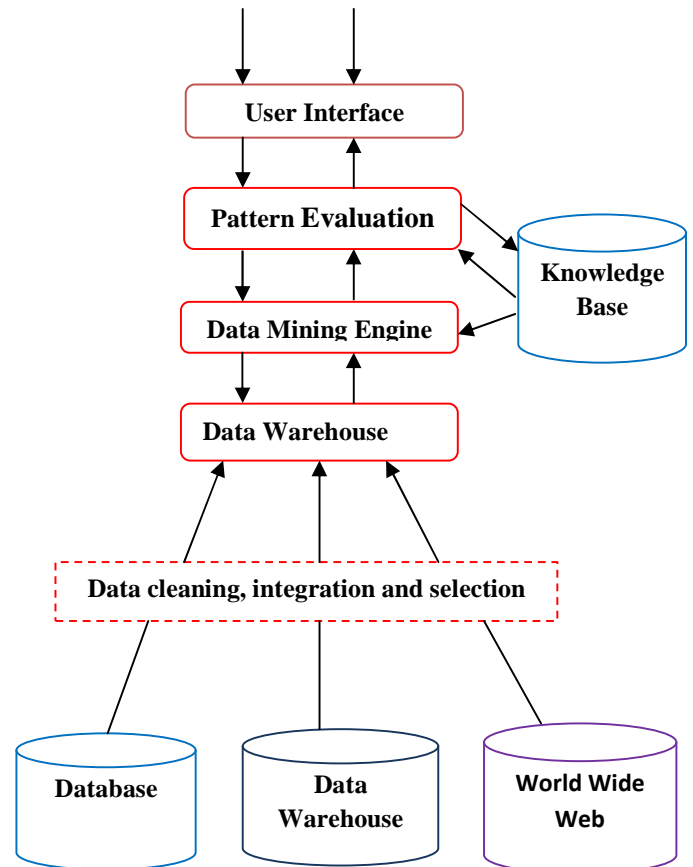 User Interface
Pattern Evaluation
Knowledge
Base
Data Mining Engine
Data Warehouse
Data cleaning, integration and selection
Database
Data
Warehouse
World Wide
Web